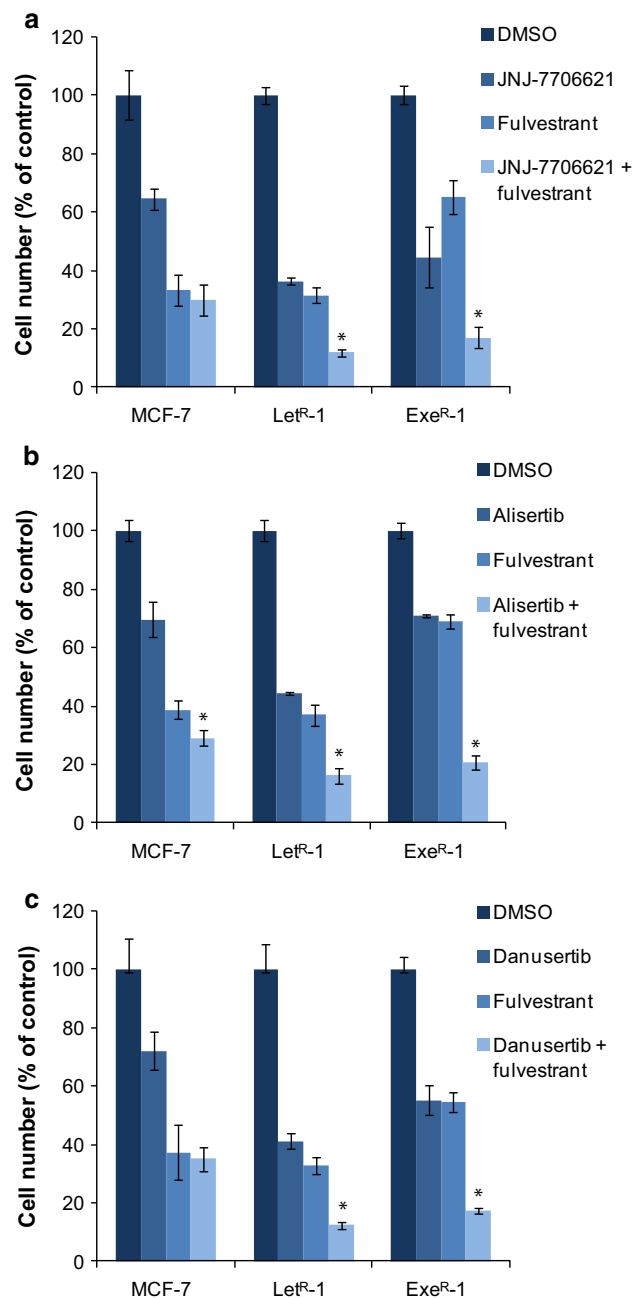 a
Cell number (% of control)
120
100
80
60
40
20
0
DMSO
JNJ-7706621
Fulvestrant
JNJ-7706621 +
fulvestrant
*
*
MCF-7
Letᴿ-1
Exeᴿ-1
b
Cell number (% of control)
120
100
80
60
40
20
0
DMSO
Alisertib
Fulvestrant
Alisertib +
fulvestrant
*
*
*
MCF-7
Letᴿ-1
Exeᴿ-1
c
Cell number (% of control)
120
100
80
60
40
20
0
DMSO
Danusertib
Fulvestrant
Danusertib +
fulvestrant
*
*
MCF-7
Letᴿ-1
Exeᴿ-1